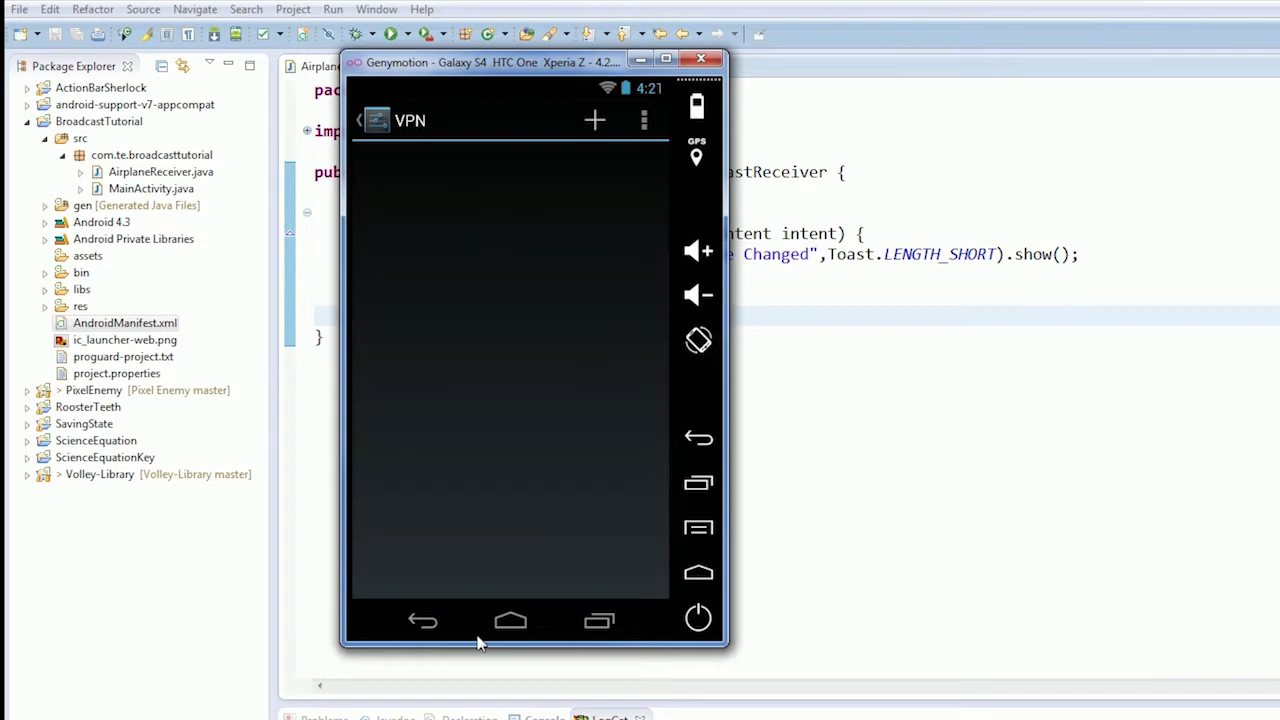 File Edit Refactor Source Navigate Search Project Run Window Help
Package Explorer
ActionBarSherlock
android-support-v7-appcompat
BroadcastTutorial
src
com.te.broadcasttutorial
AirplaneReceiver.java
MainActivity.java
gen [Generated Java Files]
Android 4.3
Android Private Libraries
assets
bin
libs
res
AndroidManifest.xml
ic_launcher-web.png
proguard-project.txt
project.properties
> PixelEnemy [Pixel Enemy master]
RoosterTeeth
SavingState
ScienceEquation
ScienceEquationKey
> Volley-Library [Volley-Library master]
Genymotion - Galaxy S4 HTC One Xperia Z - 4.2....
4:21
VPN
GPS
Airplane
pac
imp
pub
astReceiver {
ntent intent) {
e Changed",Toast.LENGTH_SHORT).show();
}
Problems Javadoc Declaration Console LogCat